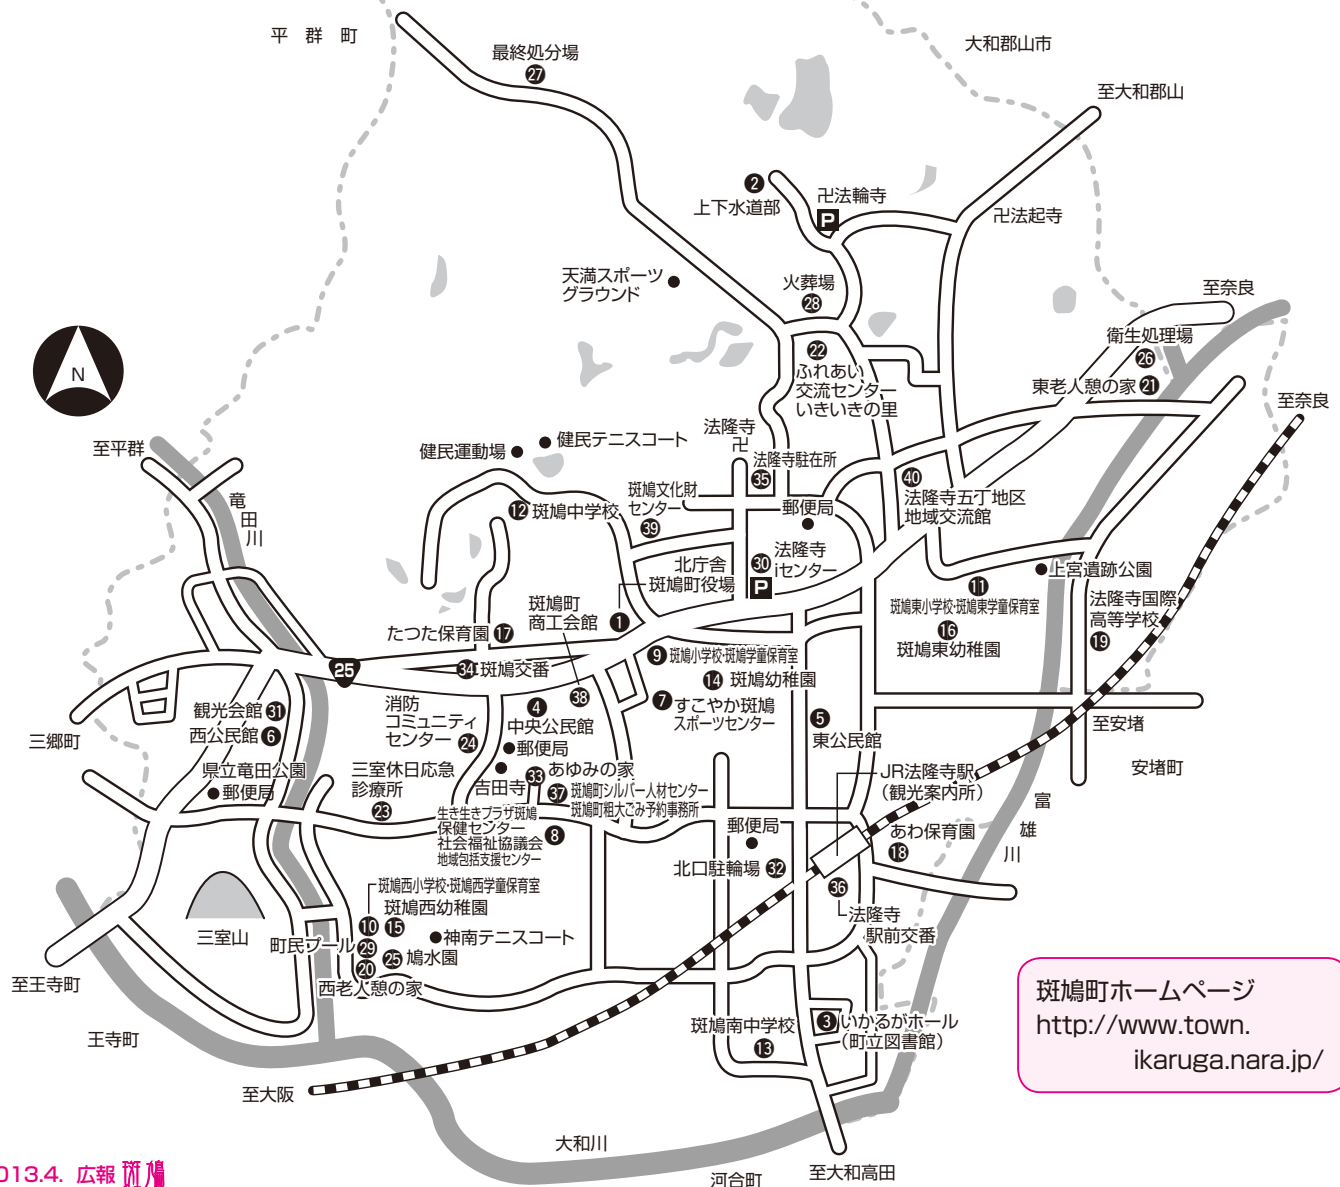 平 群 町
大和郡山市
最終処分場
27
至大和郡山
2
上下水道部
卍法輪寺
P
卍法起寺
天満スポーツ
グラウンド
火葬場
28
至奈良
衛生処理場
26
東老人憩の家 21
至奈良
N
22
ふれあい
交流センター
いきいきの里
至平群
竜
田
川
健民運動場
健民テニスコート
法隆寺
卍
法隆寺駐在所
35
12 斑鳩中学校
斑鳩文化財
センター
39
郵便局
40
法隆寺五丁地区
地域交流館
北庁舎
斑鳩町役場
1
30 法隆寺
iセンター
P
上宮遺跡公園
11
斑鳩東小学校・斑鳩東学童保育室
16
斑鳩東幼稚園
法隆寺国際
高等学校
19
斑鳩町
商工会館
38
たつた保育園 17
25
34 斑鳩交番
9 斑鳩小学校・斑鳩学童保育室
14 斑鳩幼稚園
7 すこやか斑鳩
スポーツセンター
観光会館 31
西公民館 6
三郷町
消防
コミュニティ
センター 24
4
中央公民館
郵便局
吉田寺
5
東公民館
至安堵
安堵町
県立竜田公園
郵便局
三室休日応急
診療所
23
33 あゆみの家
37 斑鳩町シルバー人材センター
斑鳩町粗大ごみ予約事務所
JR法隆寺駅
(観光案内所)
富
雄
川
生き生きプラザ斑鳩
保健センター
社会福祉協議会
地域包括支援センター
8
郵便局
北口駐輪場 32
あわ保育園
18
36
法隆寺
駅前交番
三室山
斑鳩西小学校・斑鳩西学童保育室
斑鳩西幼稚園
10 15
町民プール 29
神南テニスコート
25 鳩水園
20
西老人憩の家
至王寺町
王寺町
斑鳩南中学校
13
3 いかるがホール
(町立図書館)
斑鳩町ホームページ
http://www.town.
ikaruga.nara.jp/
至大阪
大和川
河合町
至大和高田
013.4. 広報 斑鳩